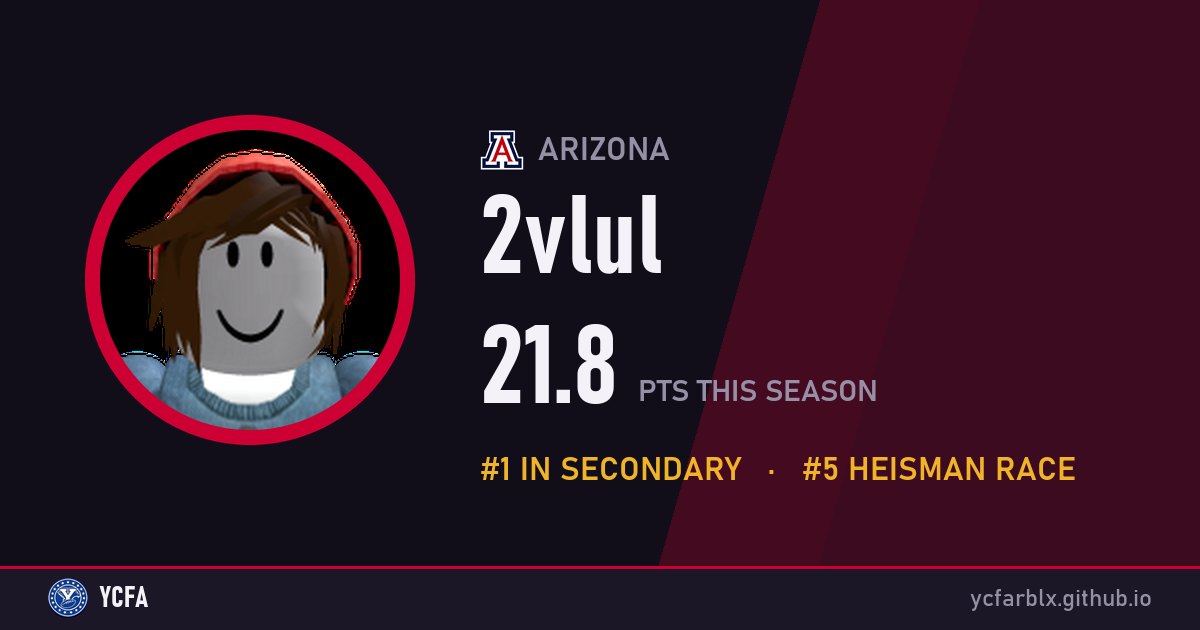 A ARIZONA
2vlul
21.8 PTS THIS SEASON
#1 IN SECONDARY · #5 HEISMAN RACE
YCFA
ycfarblx.github.io